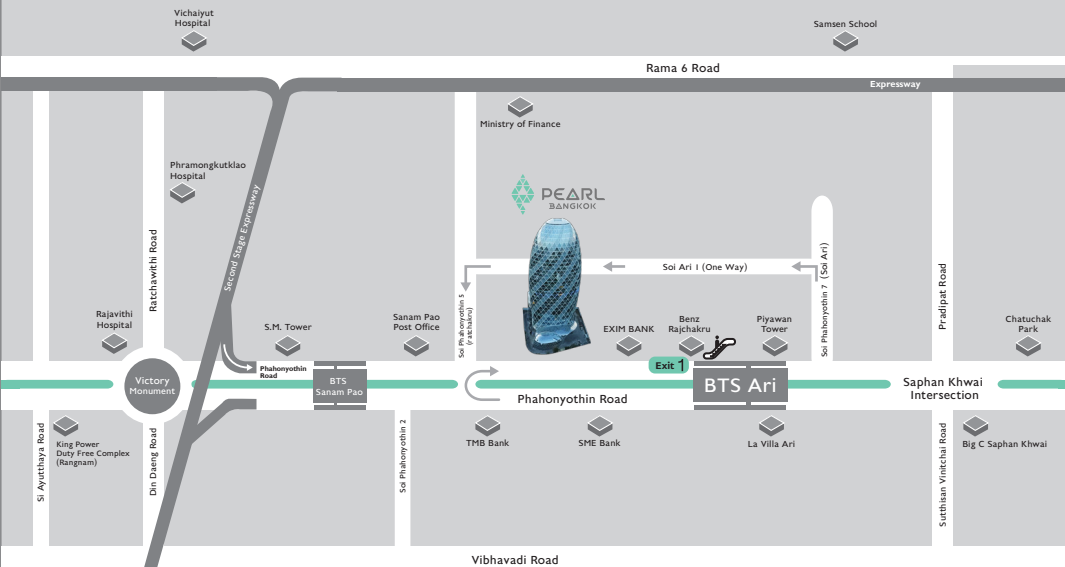 Vichaiyut
Hospital
Samsen School
Rama 6 Road
Expressway
Ministry of Finance
Phramongkutklao
Hospital
PEARL
BANGKOK
Second Stage Expressway
Ratchawithi Road
Soi Ari 1 (One Way)
Soi Phahonyothin 7 (Soi Ari)
Pradipat Road
Soi Phahonyothin 5
(ratchakru)
Rajavithi
Hospital
S.M. Tower
Sanam Pao
Post Office
EXIM BANK
Benz
Rajchakru
Piyawan
Tower
Chatuchak
Park
Phahonyothin
Road
Exit 1
Victory
Monument
BTS
Sanam Pao
BTS Ari
Saphan Khwai
Intersection
Phahonyothin Road
King Power
Duty Free Complex
(Rangnam)
TMB Bank
SME Bank
La Villa Ari
Big C Saphan Khwai
Si Ayutthaya Road
Din Daeng Road
Soi Phahonyothin 2
Sutthisan Vinitchai Road
Vibhavadi Road